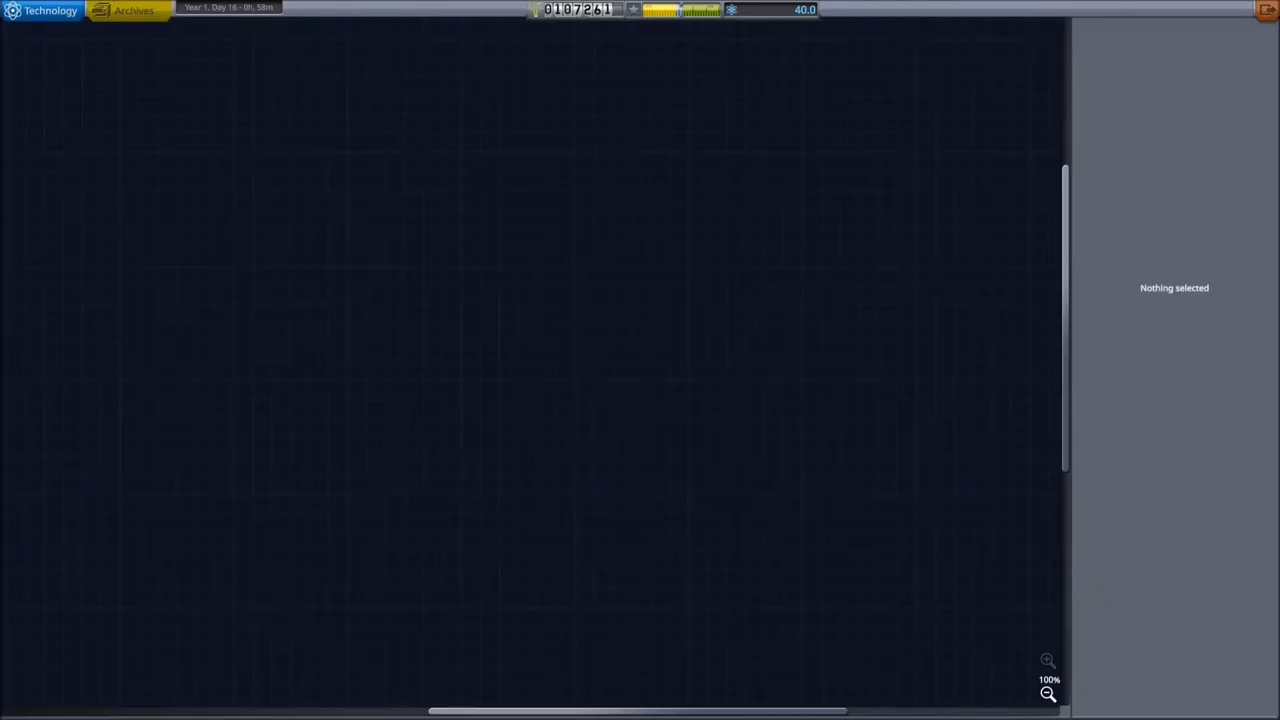 Technology
Archives
Year 1, Day 16 - 0h, 58m
0107261
40.0
Nothing selected
100%